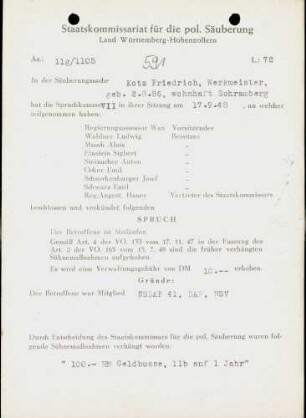 Staatskommissariat für die pol. Säuberung
Land Württemberg-Hohenzollern
Az.: 11g/1105
591
L: 72
In der Säuberungssache Kotz Friedrich, Werkmeister,
geb. 2.8.86, wohnhaft Schramberg
hat die Spruchkammer VII in ihrer Sitzung am 17.9.48, an welcher
teilgenommen haben:
Regierungsassessor Wax Vorsitzender
Waldner Ludwig Beisitzer
Mauch Alois "
Einstein Sigbert "
Steinacher Anton "
Ocker Emil "
Schneckenburger Josef "
Schwarz Emil "
Reg.Angest. Hauer Vertreter des Staatskommissars
beschlossen und verkündet folgenden
SPRUCH
Der Betroffene ist Mitläufer.
Gemäß Art. 4 der VO. 133 vom 17. 11. 47 in der Fassung des
Art. 2 der VO. 165 vom 13. 7. 48 sind die früher verhängten
Sühnemaßnahmen aufgehoben.
Es wird eine Verwaltungsgebühr von DM 10.-- erhoben.
Gründe:
Der Betroffene war Mitglied NSDAP 41, DAF, NSV
Durch Entscheidung des Staatskommissars für die pol. Säuberung waren fol-
gende Sühnemaßnahmen verhängt worden:
" 100.- RM Geldbusse, 11b auf 1 Jahr"